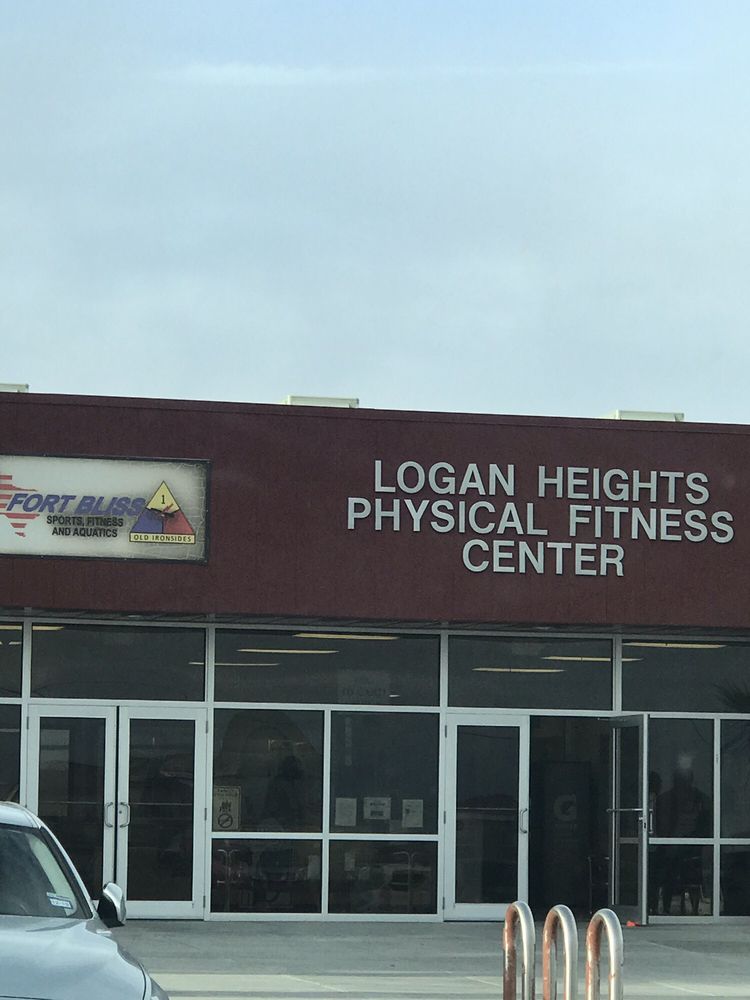 LOGAN HEIGHTS
PHYSICAL FITNESS
CENTER
FORT BLISS
SPORTS, FITNESS
AND AQUATICS
1
OLD IRONSIDES
G